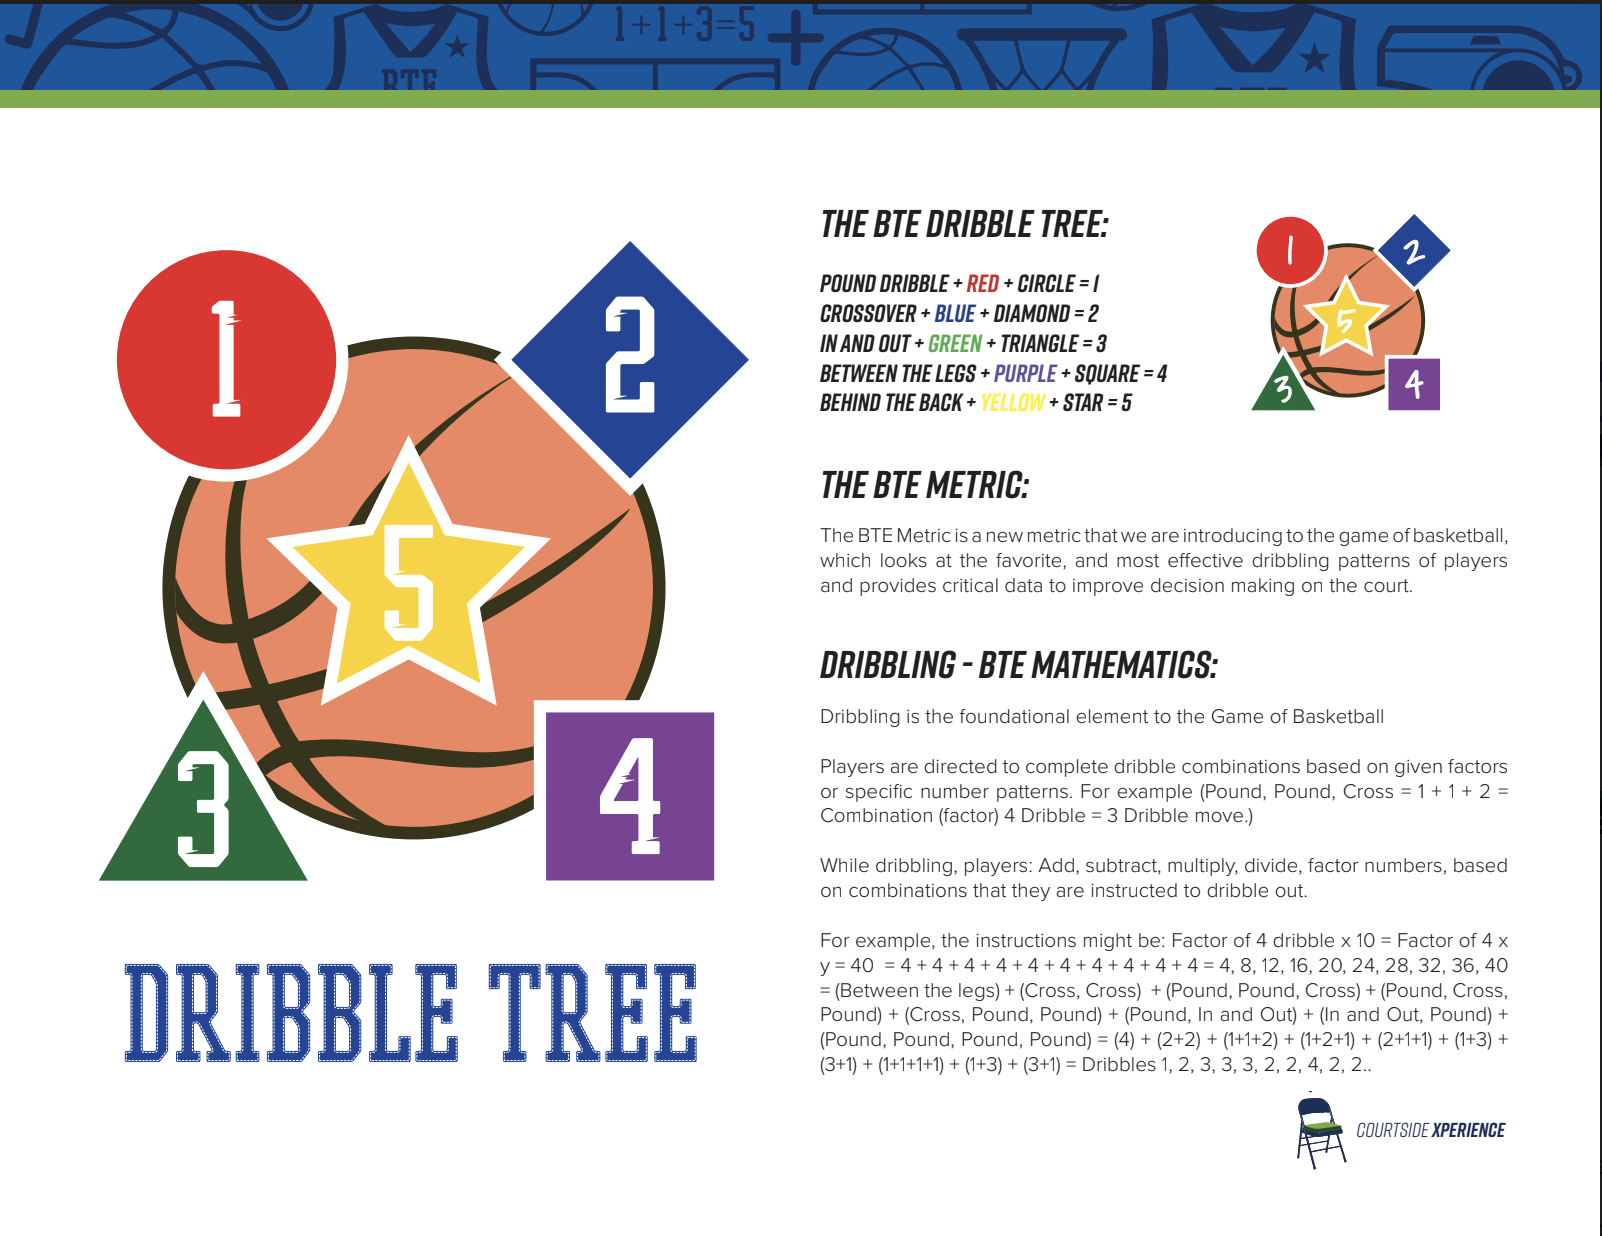 1+1+3=5
BTE
1
2
5
3
4
DRIBBLE TREE
THE BTE DRIBBLE TREE:
POUND DRIBBLE + RED + CIRCLE = 1
CROSSOVER + BLUE + DIAMOND = 2
IN AND OUT + GREEN + TRIANGLE = 3
BETWEEN THE LEGS + PURPLE + SQUARE = 4
BEHIND THE BACK + YELLOW + STAR = 5
1
2
5
3
4
THE BTE METRIC:
The BTE Metric is a new metric that we are introducing to the game of basketball,
which looks at the favorite, and most effective dribbling patterns of players
and provides critical data to improve decision making on the court.
DRIBBLING - BTE MATHEMATICS:
Dribbling is the foundational element to the Game of Basketball
Players are directed to complete dribble combinations based on given factors
or specific number patterns. For example (Pound, Pound, Cross = 1 + 1 + 2 =
Combination (factor) 4 Dribble = 3 Dribble move.)
While dribbling, players: Add, subtract, multiply, divide, factor numbers, based
on combinations that they are instructed to dribble out.
For example, the instructions might be: Factor of 4 dribble x 10 = Factor of 4 x
y = 40 = 4 + 4 + 4 + 4 + 4 + 4 + 4 + 4 + 4 + 4 = 4, 8, 12, 16, 20, 24, 28, 32, 36, 40
= (Between the legs) + (Cross, Cross) + (Pound, Pound, Cross) + (Pound, Cross,
Pound) + (Cross, Pound, Pound) + (Pound, In and Out) + (In and Out, Pound) +
(Pound, Pound, Pound, Pound) = (4) + (2+2) + (1+1+2) + (1+2+1) + (2+1+1) + (1+3) +
(3+1) + (1+1+1+1) + (1+3) + (3+1) = Dribbles 1, 2, 3, 3, 3, 2, 2, 4, 2, 2..
COURTSIDE XPERIENCE